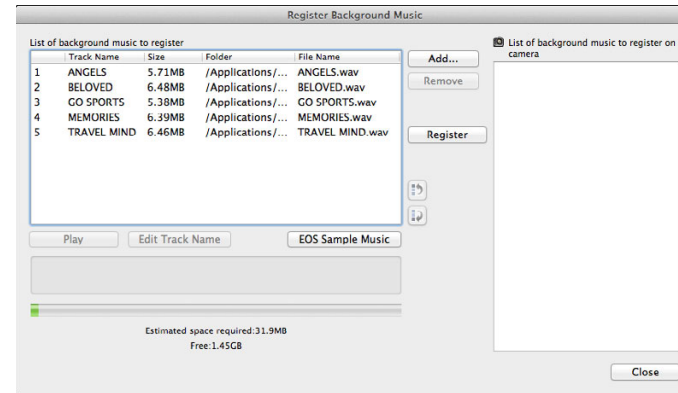 Register Background Music
List of background music to register
Track Name Size Folder File Name
1 ANGELS 5.71MB /Applications/... ANGELS.wav
2 BELOVED 6.48MB /Applications/... BELOVED.wav
3 GO SPORTS 5.38MB /Applications/... GO SPORTS.wav
4 MEMORIES 6.39MB /Applications/... MEMORIES.wav
5 TRAVEL MIND 6.46MB /Applications/... TRAVEL MIND.wav
Add...
Remove
Register
Play Edit Track Name EOS Sample Music
Estimated space required:31.9MB
Free:1.45GB
List of background music to register on
camera
Close